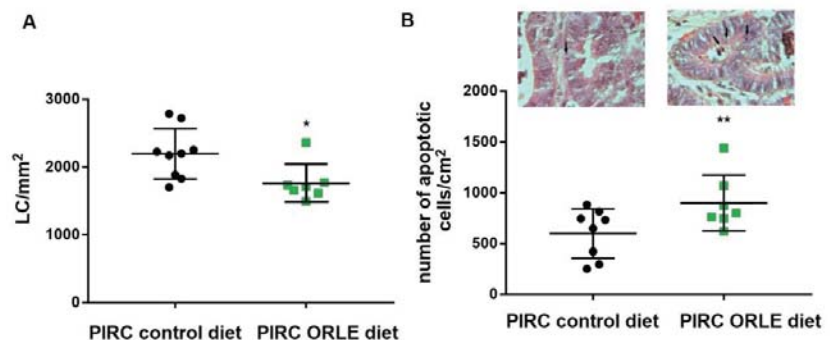 A
LC/mm²
3000
2000
1000
0
*
PIRC control diet
PIRC ORLE diet
B
number of apoptotic
cells/cm²
2000
1500
1000
500
0
**
PIRC control diet
PIRC ORLE diet